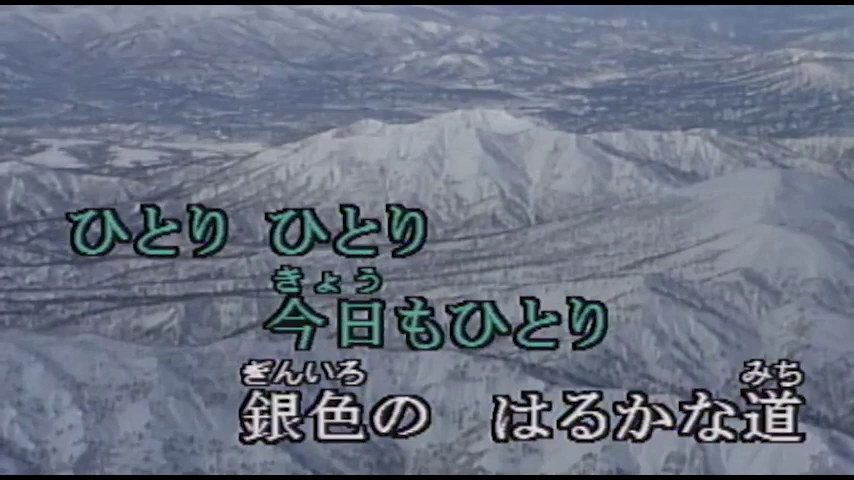 ひとり ひとり
きょう
今日もひとり
ぎんいろ みち
銀色の はるかな道